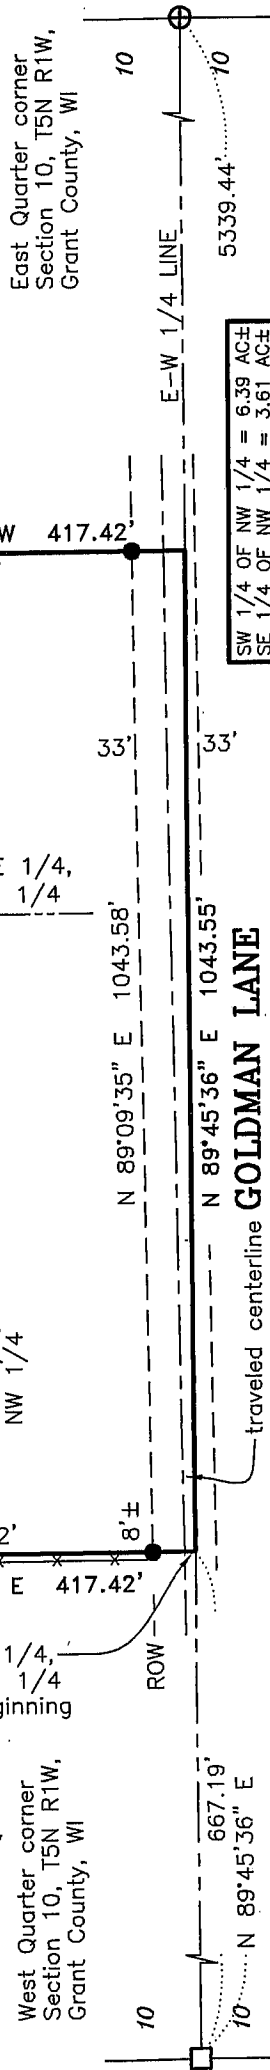 West Quarter corner
Section 10, T5N R1W,
Grant County, WI
10
10
667.19'
N 89°45'36" E
1/4,
1/4
ginning
ROW
2'
E 417.42'
8'±
NW 1/4
traveled centerline GOLDMAN LANE
N 89°09'35" E 1043.58'
N 89°45'36" E 1043.55'
E 1/4,
1/4
33'
33'
W 417.42'
E-W 1/4 LINE
SW 1/4 OF NW 1/4 = 6.39 AC±
SE 1/4 OF NW 1/4 = 3.61 AC±
East Quarter corner
Section 10, T5N R1W,
Grant County, WI
10
10
5339.44'